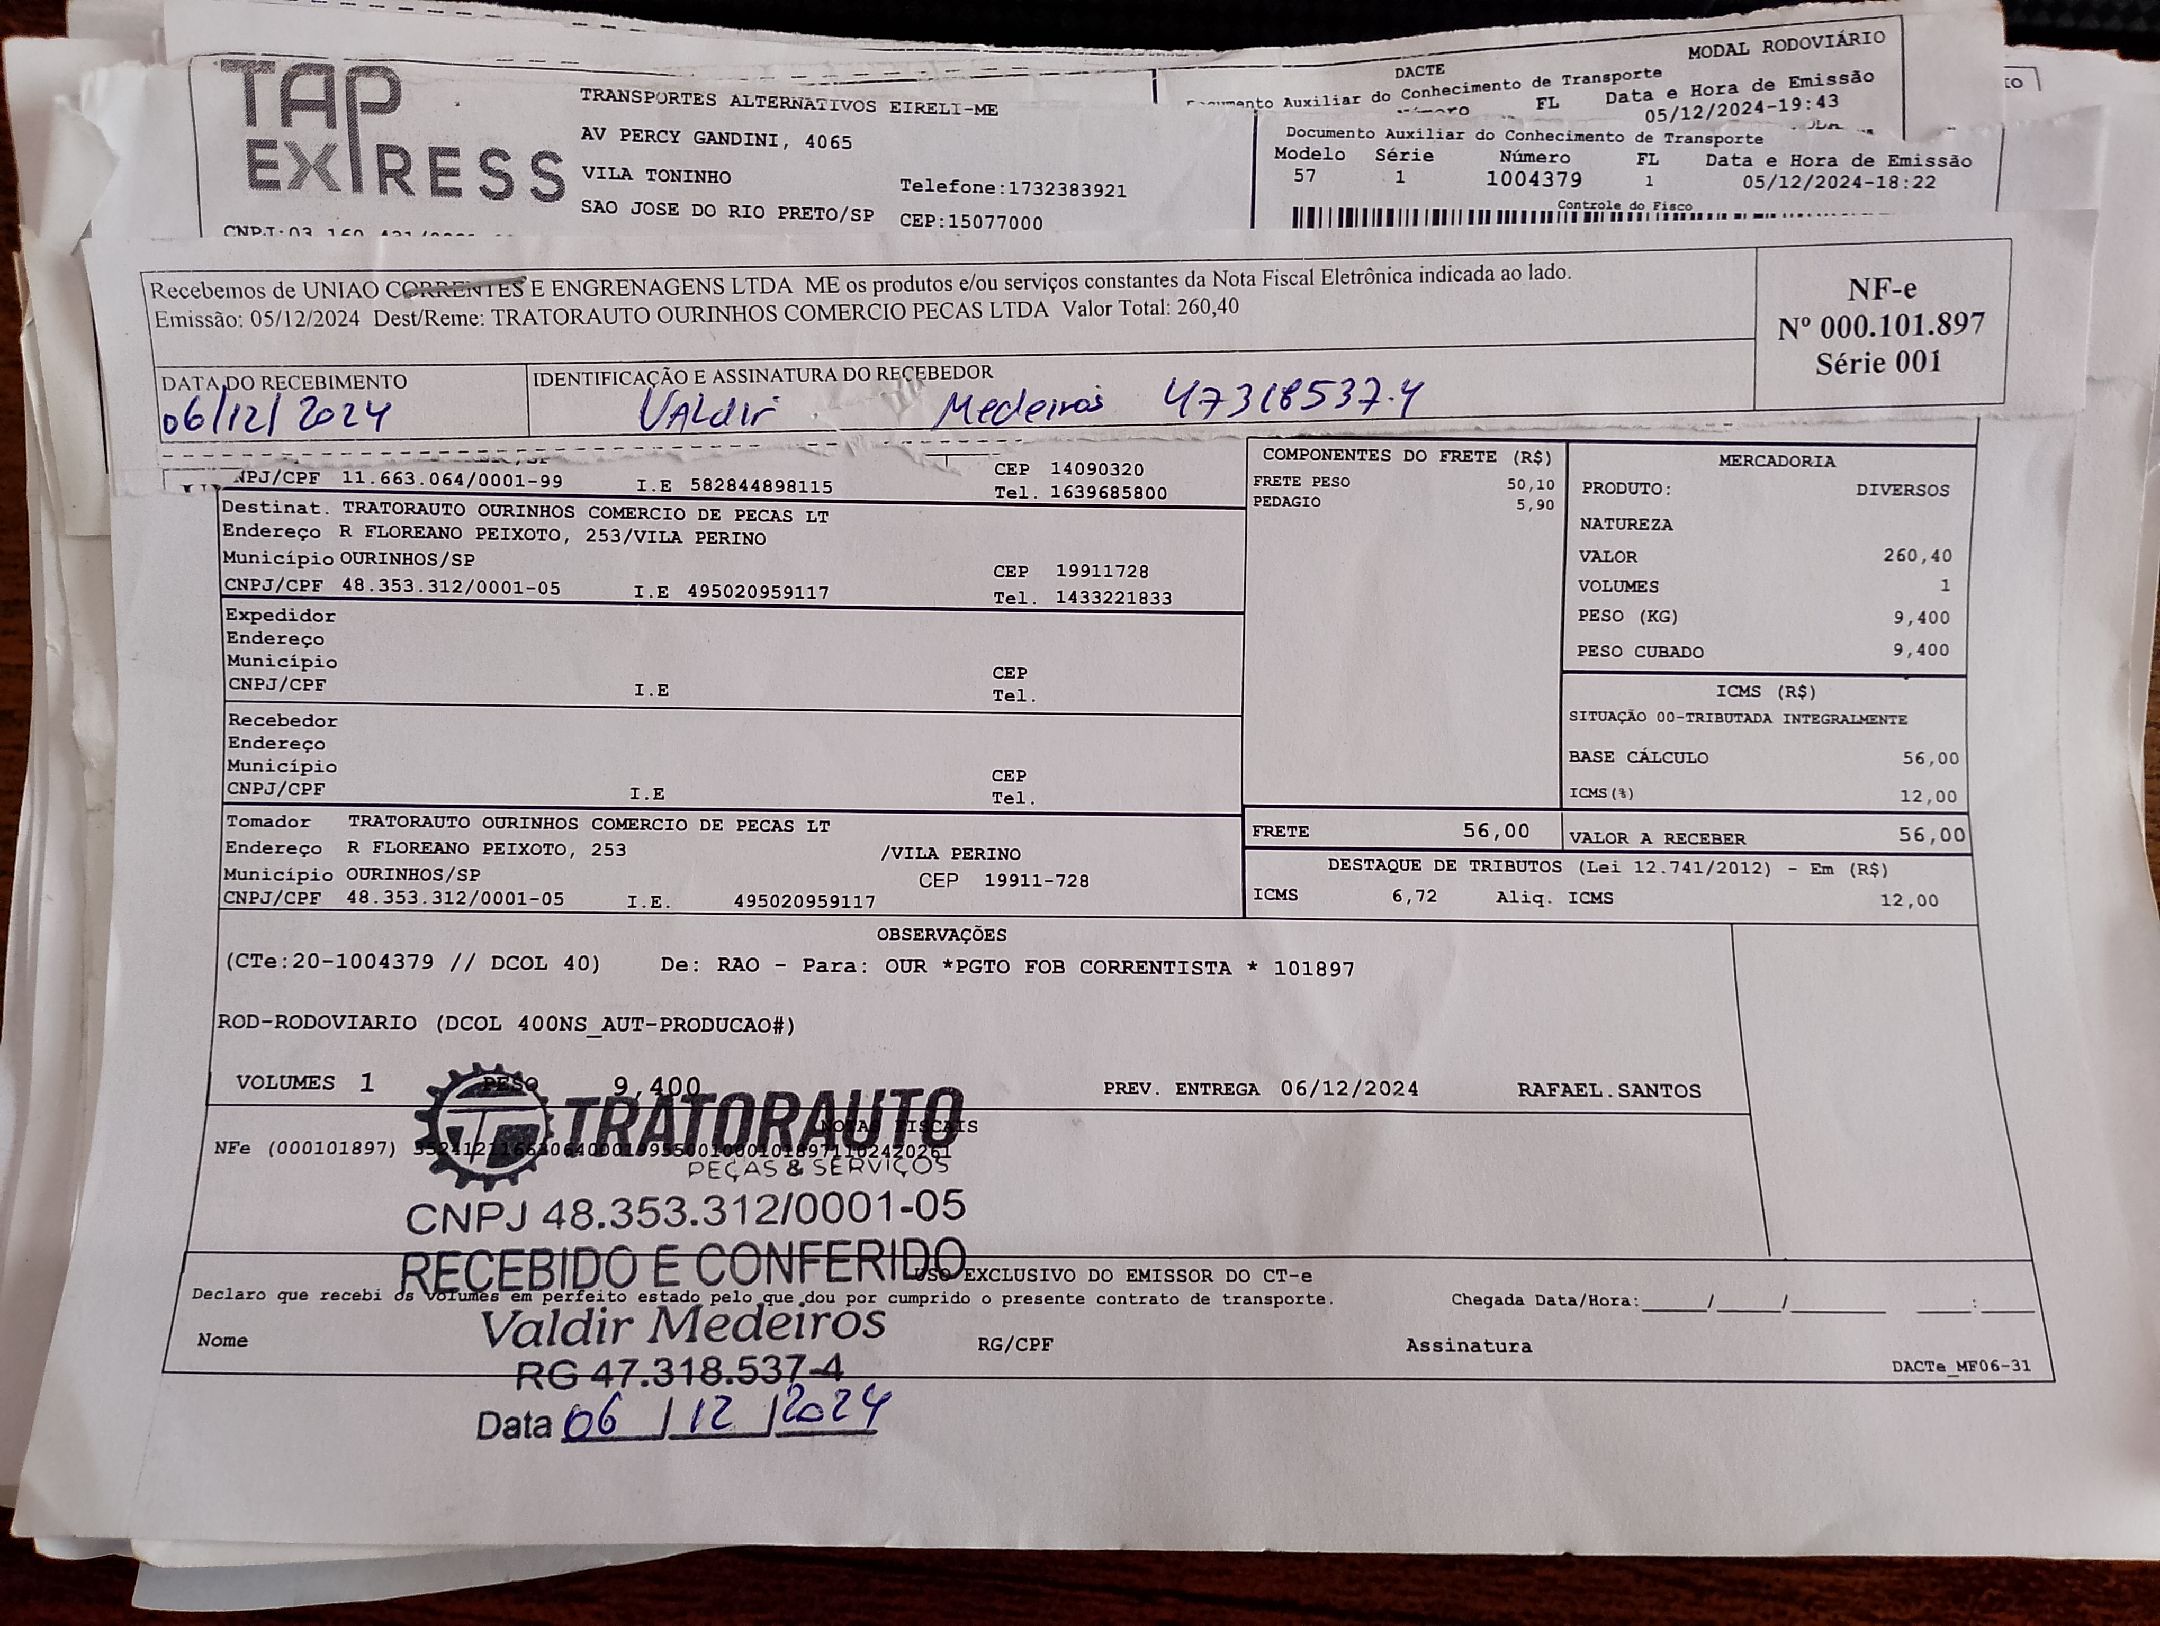 MODAL RODOVIÁRIO
DACTE
Auxiliar do Conhecimento de Transporte
FL Data e Hora de Emissão
05/12/2024-19:43
TAP
EXPRESS
TRANSPORTES ALTERNATIVOS EIRELI-ME
AV PERCY GANDINI, 4065
VILA TONINHO
Telefone:1732383921
SAO JOSE DO RIO PRETO/SP CEP:15077000
Documento Auxiliar do Conhecimento de Transporte
Modelo Série Número FL Data e Hora de Emissão
57 1 1004379 1 05/12/2024-18:22
Controle do Fisco
Recebemos de UNIAO CORRENTES E ENGRENAGENS LTDA ME os produtos e/ou serviços constantes da Nota Fiscal Eletrônica indicada ao lado.
Emissão: 05/12/2024 Dest/Reme: TRATORAUTO OURINHOS COMERCIO PECAS LTDA Valor Total: 260,40
NF-e
Nº 000.101.897
Série 001
DATA DO RECEBIMENTO
06/12/2024
IDENTIFICAÇÃO E ASSINATURA DO RECEBEDOR
Valdir Medeiros 47318537.4
CEP 14090320
NPJ/CPF 11.663.064/0001-99 I.E 582844898115 Tel. 1639685800
Destinat. TRATORAUTO OURINHOS COMERCIO DE PECAS LT
Endereço R FLOREANO PEIXOTO, 253/VILA PERINO
Município OURINHOS/SP CEP 19911728
CNPJ/CPF 48.353.312/0001-05 I.E 495020959117 Tel. 1433221833
Expedidor
Endereço
Município CEP
CNPJ/CPF I.E Tel.
Recebedor
Endereço
Município CEP
CNPJ/CPF I.E Tel.
Tomador TRATORAUTO OURINHOS COMERCIO DE PECAS LT
Endereço R FLOREANO PEIXOTO, 253 /VILA PERINO
Município OURINHOS/SP CEP 19911-728
CNPJ/CPF 48.353.312/0001-05 I.E. 495020959117
COMPONENTES DO FRETE (R$)
FRETE PESO 50,10
PEDAGIO 5,90
MERCADORIA
PRODUTO: DIVERSOS
NATUREZA
VALOR 260,40
VOLUMES 1
PESO (KG) 9,400
PESO CUBADO 9,400
ICMS (R$)
SITUAÇÃO 00-TRIBUTADA INTEGRALMENTE
BASE CÁLCULO 56,00
ICMS(%) 12,00
FRETE 56,00 VALOR A RECEBER 56,00
DESTAQUE DE TRIBUTOS (Lei 12.741/2012) - Em (R$)
ICMS 6,72 Aliq. ICMS 12,00
OBSERVAÇÕES
(CTe:20-1004379 // DCOL 40) De: RAO - Para: OUR *PGTO FOB CORRENTISTA * 101897
ROD-RODOVIARIO (DCOL 400NS_AUT-PRODUCAO#)
VOLUMES 1 PESO 9,400 PREV. ENTREGA 06/12/2024 RAFAEL.SANTOS
NOTAS FISCAIS
NFe (000101897)
TRATORAUTO
PEÇAS & SERVIÇOS
CNPJ 48.353.312/0001-05
RECEBIDO E CONFERIDO
USO EXCLUSIVO DO EMISSOR DO CT-e
Declaro que recebi os volumes em perfeito estado pelo que dou por cumprido o presente contrato de transporte. Chegada Data/Hora:_____/_____/_________ ____:_____
Valdir Medeiros
Nome RG/CPF Assinatura
RG 47.318.537-4
DACTe_MF06-31
Data 06/12/2024